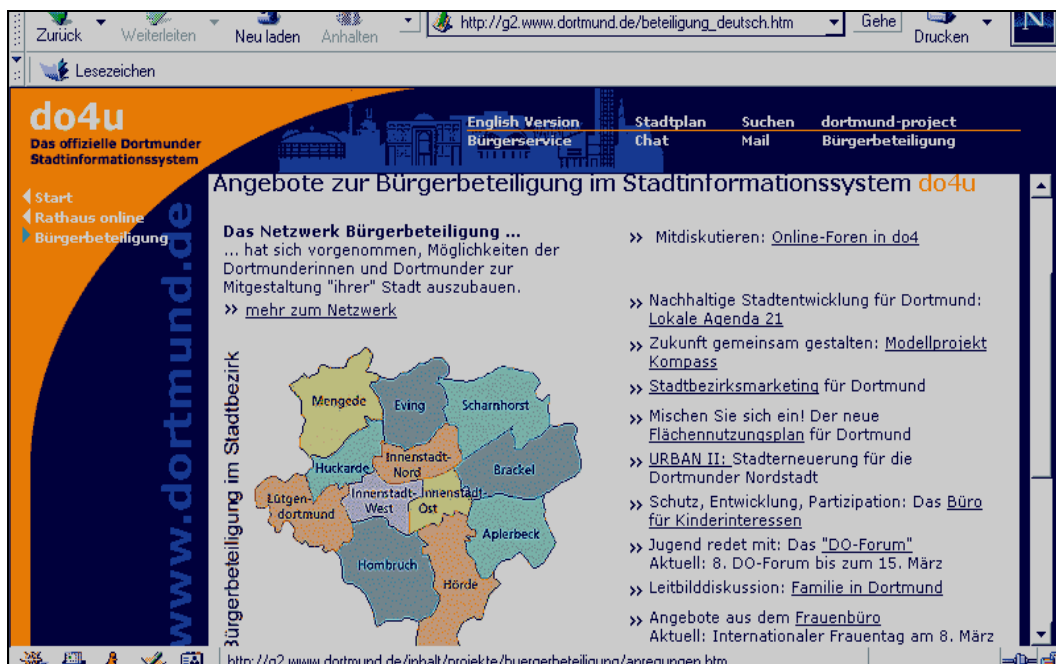 Zurück
Weiterleiten
Neu laden
Anhalten
http://g2.www.dortmund.de/beteiligung_deutsch.htm
Gehe
Drucken
N
Lesezeichen
do4u
Das offizielle Dortmunder
Stadtinformationssystem
English Version
Stadtplan
Suchen
dortmund-project
Bürgerservice
Chat
Mail
Bürgerbeteiligung
Start
Rathaus online
Bürgerbeteiligung
www.dortmund.de
Angebote zur Bürgerbeteiligung im Stadtinformationssystem do4u
Das Netzwerk Bürgerbeteiligung ...
... hat sich vorgenommen, Möglichkeiten der
Dortmunderinnen und Dortmunder zur
Mitgestaltung "ihrer" Stadt auszubauen.
›› mehr zum Netzwerk
Bürgerbeteiligung im Stadtbezirk
Mengede
Eving
Scharnhorst
Huckarde
Innenstadt-
Nord
Brackel
Lütgen-
dortmund
Innenstadt-
West
Innenstadt-
Ost
Aplerbeck
Hombruch
Hörde
›› Mitdiskutieren: Online-Foren in do4
›› Nachhaltige Stadtentwicklung für Dortmund:
Lokale Agenda 21
›› Zukunft gemeinsam gestalten: Modellprojekt
Kompass
›› Stadtbezirksmarketing für Dortmund
›› Mischen Sie sich ein! Der neue
Flächennutzungsplan für Dortmund
›› URBAN II: Stadterneuerung für die
Dortmunder Nordstadt
›› Schutz, Entwicklung, Partizipation: Das Büro
für Kinderinteressen
›› Jugend redet mit: Das "DO-Forum"
Aktuell: 8. DO-Forum bis zum 15. März
›› Leitbilddiskussion: Familie in Dortmund
›› Angebote aus dem Frauenbüro
Aktuell: Internationaler Frauentag am 8. März
http://g2.www.dortmund.de/inhalt/projekte/buergerbeteiligung/anregungen.htm